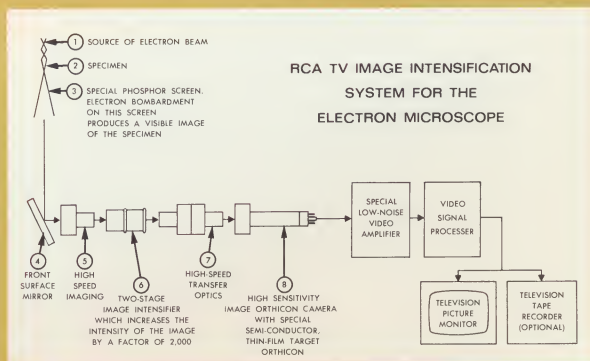 1 SOURCE OF ELECTRON BEAM
2 SPECIMEN
3 SPECIAL PHOSPHOR SCREEN.
ELECTRON BOMBARDMENT
ON THIS SCREEN
PRODUCES A VISIBLE IMAGE
OF THE SPECIMEN
RCA TV IMAGE INTENSIFICATION
SYSTEM FOR THE
ELECTRON MICROSCOPE
4
FRONT
SURFACE
MIRROR
5
HIGH
SPEED
IMAGING
6
TWO-STAGE
IMAGE INTENSIFIER
WHICH INCREASES THE
INTENSITY OF THE IMAGE
BY A FACTOR OF 2,000
7
HIGH-SPEED
TRANSFER
OPTICS
8
HIGH SENSITIVITY
IMAGE ORTHICON CAMERA
WITH SPECIAL
SEMI-CONDUCTOR,
THIN-FILM TARGET
ORTHICON
SPECIAL
LOW-NOISE
VIDEO
AMPLIFIER
VIDEO
SIGNAL
PROCESSER
TELEVISION
PICTURE
MONITOR
TELEVISION
TAPE
RECORDER
(OPTIONAL)